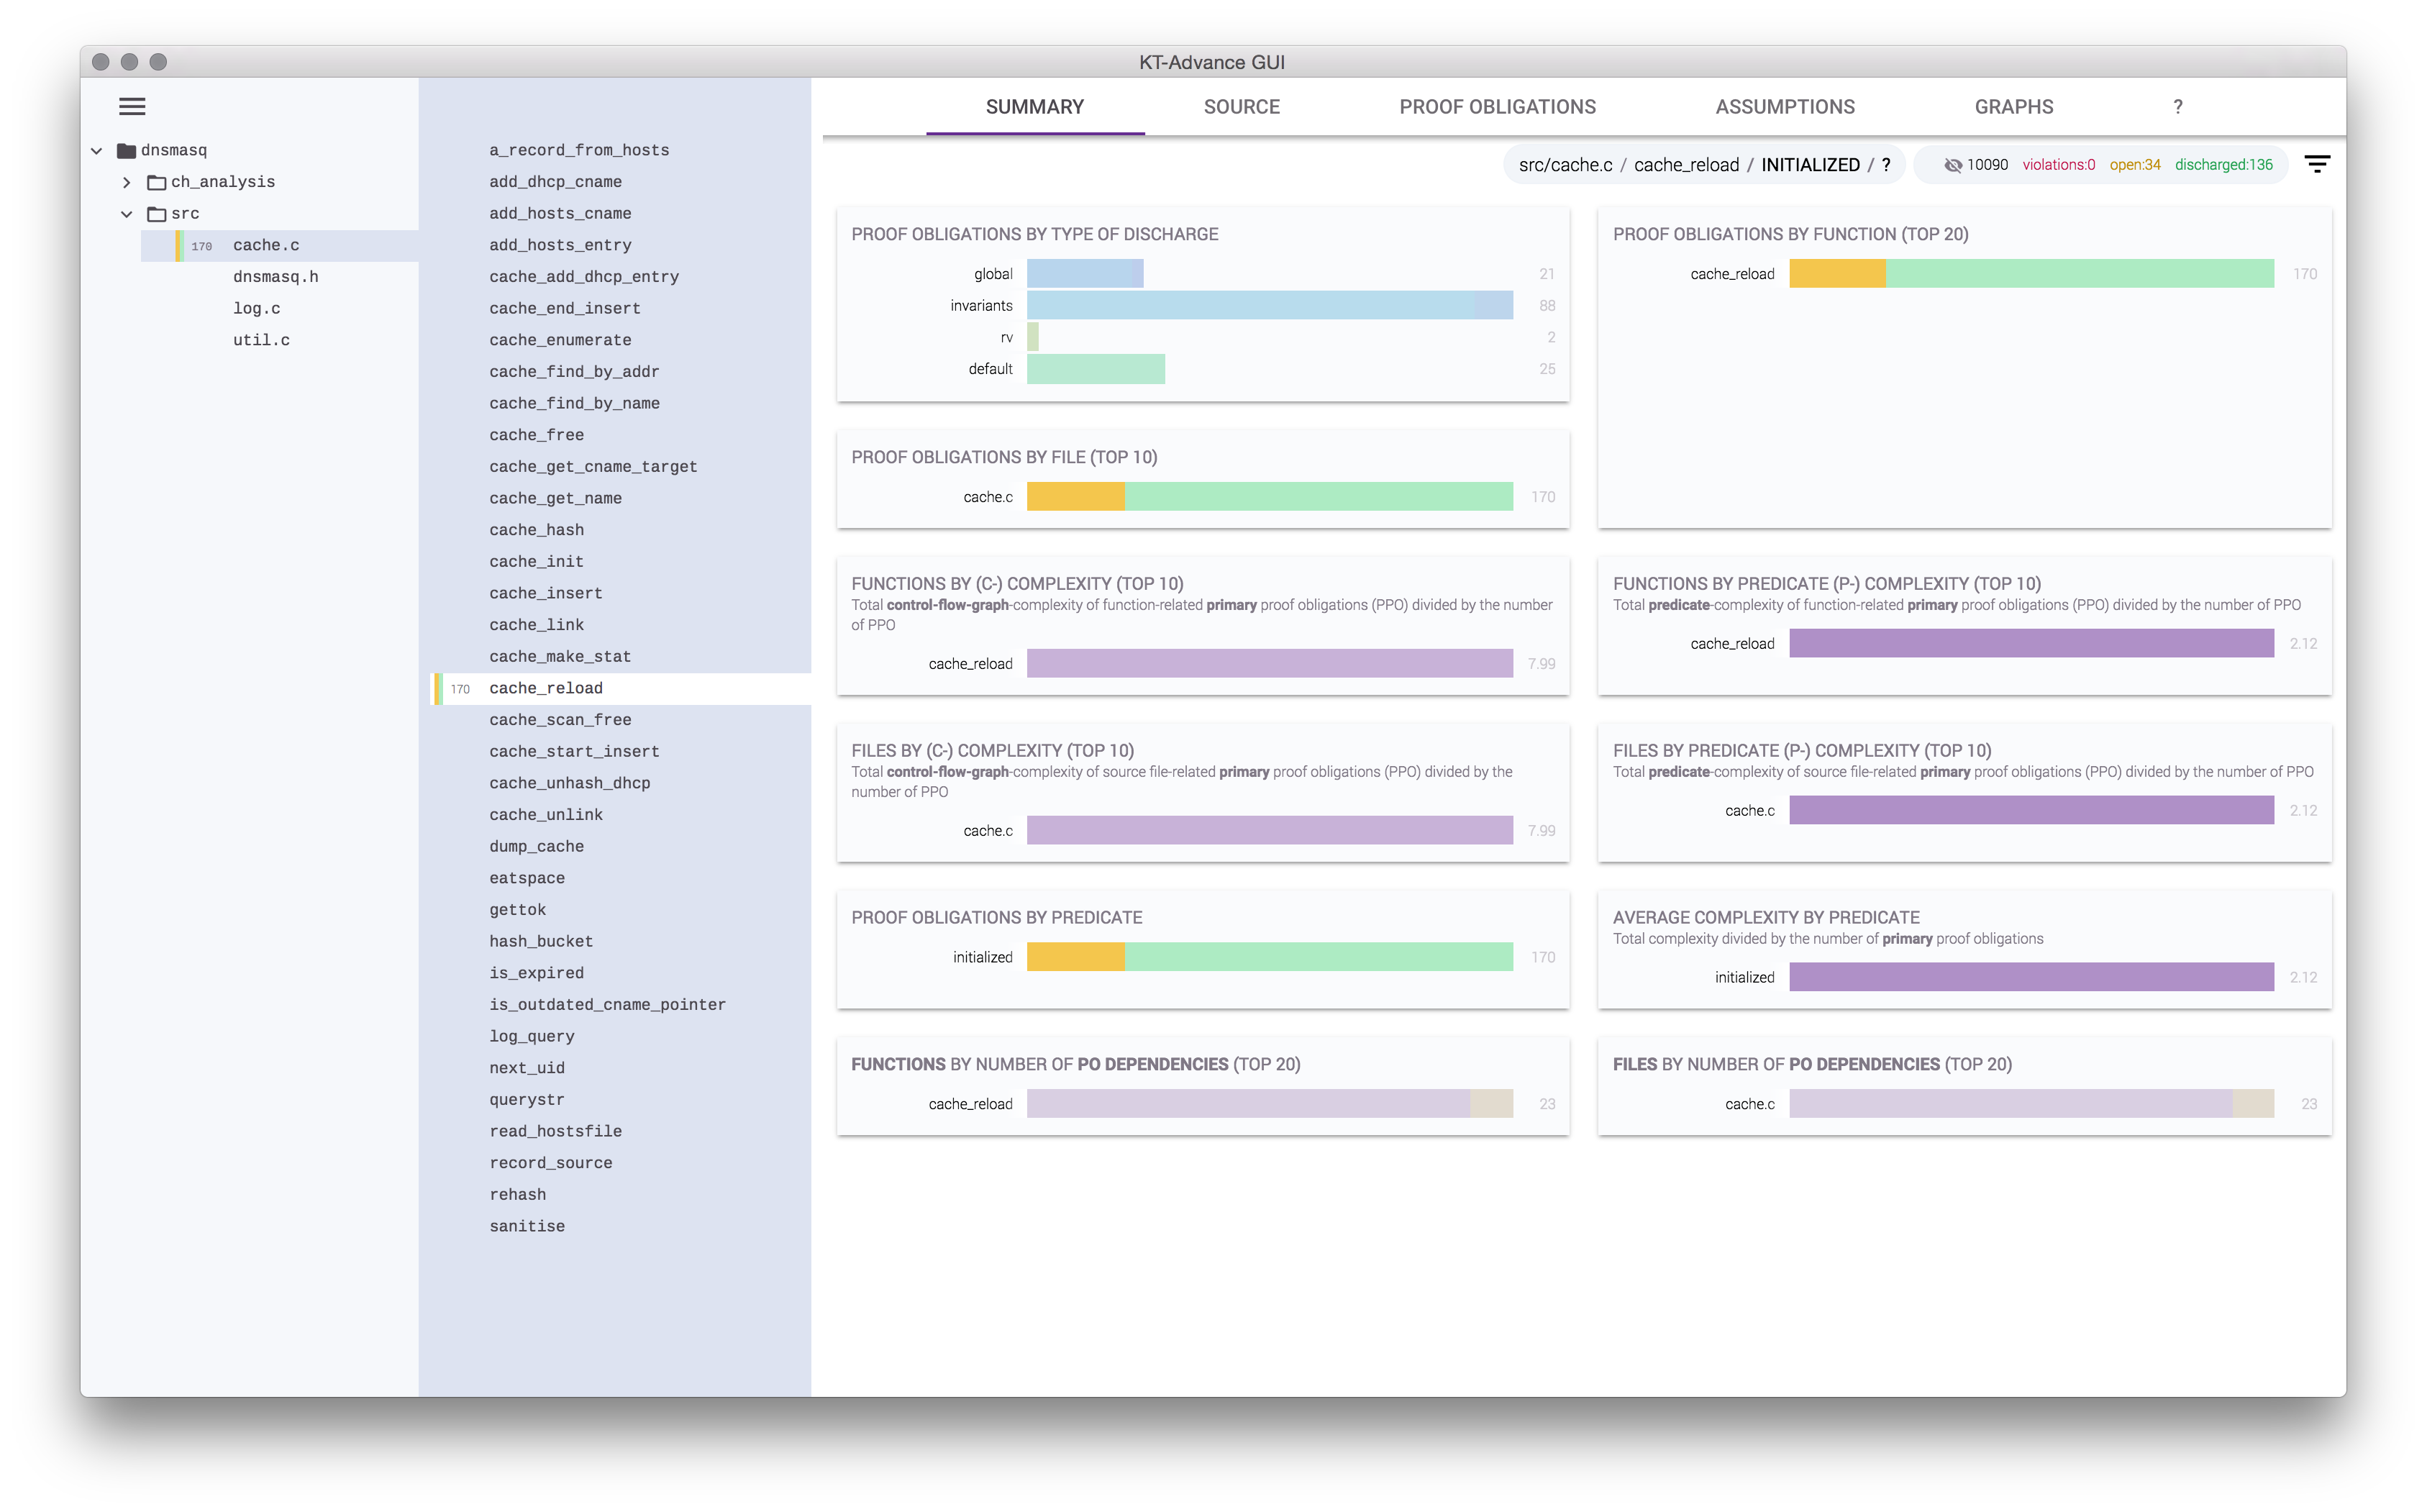 KT-Advance GUI
dnsmasq
ch_analysis
src
170 cache.c
dnsmasq.h
log.c
util.c
a_record_from_hosts
add_dhcp_cname
add_hosts_cname
add_hosts_entry
cache_add_dhcp_entry
cache_end_insert
cache_enumerate
cache_find_by_addr
cache_find_by_name
cache_free
cache_get_cname_target
cache_get_name
cache_hash
cache_init
cache_insert
cache_link
cache_make_stat
170 cache_reload
cache_scan_free
cache_start_insert
cache_unhash_dhcp
cache_unlink
dump_cache
eatspace
gettok
hash_bucket
is_expired
is_outdated_cname_pointer
log_query
next_uid
querystr
read_hostsfile
record_source
rehash
sanitise
SUMMARY SOURCE PROOF OBLIGATIONS ASSUMPTIONS GRAPHS ?
src/cache.c / cache_reload / INITIALIZED / ? 10090 violations:0 open:34 discharged:136
PROOF OBLIGATIONS BY TYPE OF DISCHARGE
global 21
invariants 88
rv 2
default 25
PROOF OBLIGATIONS BY FUNCTION (TOP 20)
cache_reload 170
PROOF OBLIGATIONS BY FILE (TOP 10)
cache.c 170
FUNCTIONS BY (C-) COMPLEXITY (TOP 10)
Total control-flow-graph-complexity of function-related primary proof obligations (PPO) divided by the number
of PPO
cache_reload 7.99
FUNCTIONS BY PREDICATE (P-) COMPLEXITY (TOP 10)
Total predicate-complexity of function-related primary proof obligations (PPO) divided by the number of PPO
cache_reload 2.12
FILES BY (C-) COMPLEXITY (TOP 10)
Total control-flow-graph-complexity of source file-related primary proof obligations (PPO) divided by the
number of PPO
cache.c 7.99
FILES BY PREDICATE (P-) COMPLEXITY (TOP 10)
Total predicate-complexity of source file-related primary proof obligations (PPO) divided by the number of PPO
cache.c 2.12
PROOF OBLIGATIONS BY PREDICATE
initialized 170
AVERAGE COMPLEXITY BY PREDICATE
Total complexity divided by the number of primary proof obligations
initialized 2.12
FUNCTIONS BY NUMBER OF PO DEPENDENCIES (TOP 20)
cache_reload 23
FILES BY NUMBER OF PO DEPENDENCIES (TOP 20)
cache.c 23